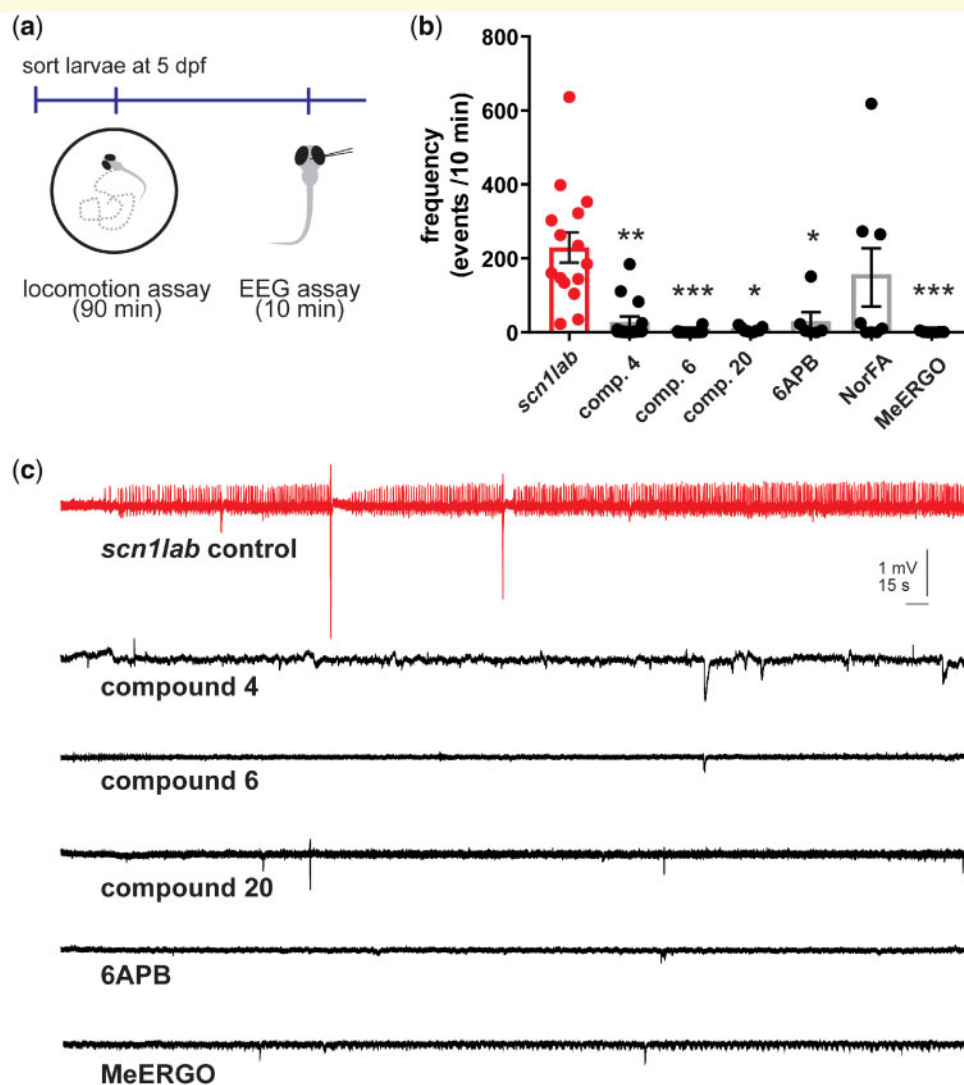 (a)
sort larvae at 5 dpf
locomotion assay
(90 min)
EEG assay
(10 min)
(b)
frequency
(events /10 min)
800
600
400
200
0
**
***
*
*
***
scn1lab
comp. 4
comp. 6
comp. 20
6APB
NorFA
MeERGO
(c)
scn1lab control
1 mV
15 s
compound 4
compound 6
compound 20
6APB
MeERGO